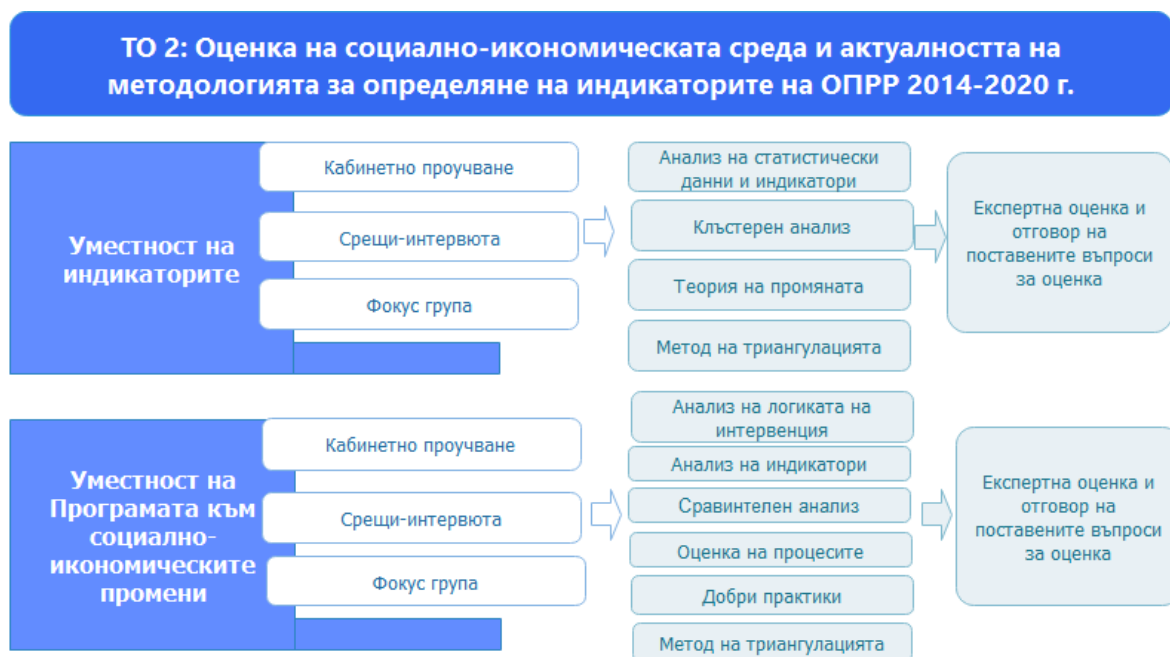 ТО 2: Оценка на социално-икономическата среда и актуалността на
методологията за определяне на индикаторите на ОПРР 2014-2020 г.
Уместност на
индикаторите
Кабинетно проучване
Срещи-интервюта
Фокус група
Анализ на статистически
данни и индикатори
Клъстерен анализ
Теория на промяната
Метод на триангулацията
Експертна оценка и
отговор на
поставените въпроси
за оценка
Уместност на
Програмата към
социално-
икономическите
промени
Кабинетно проучване
Срещи-интервюта
Фокус група
Анализ на логиката на
интервенция
Анализ на индикатори
Сравнителен анализ
Оценка на процесите
Добри практики
Метод на триангулацията
Експертна оценка и
отговор на
поставените въпроси
за оценка